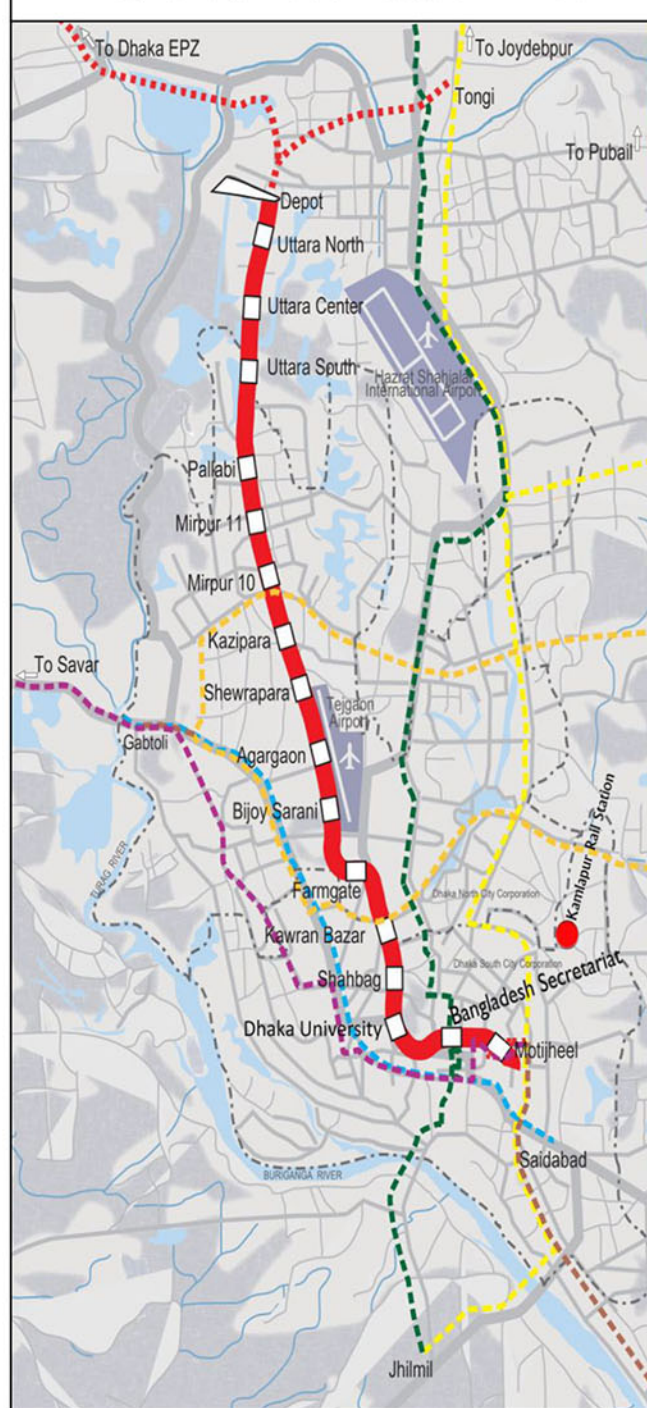 To Dhaka EPZ
To Joydebpur
Tongi
To Pubail
Depot
Uttara North
Uttara Center
Uttara South
Hazrat Shahjalal
International Airport
Pallabi
Mirpur 11
Mirpur 10
Kazipara
To Savar
Shewrapara
Tejgaon
Airport
Gabtoli
Agargaon
Bijoy Sarani
Kamlapur Rail Station
Farmgate
Dhaka North City Corporation
Kawran Bazar
Dhaka South City Corporation
Shahbag
Bangladesh Secretariat
Dhaka University
Motijheel
Saidabad
BURIGANGA RIVER
Jhilmil